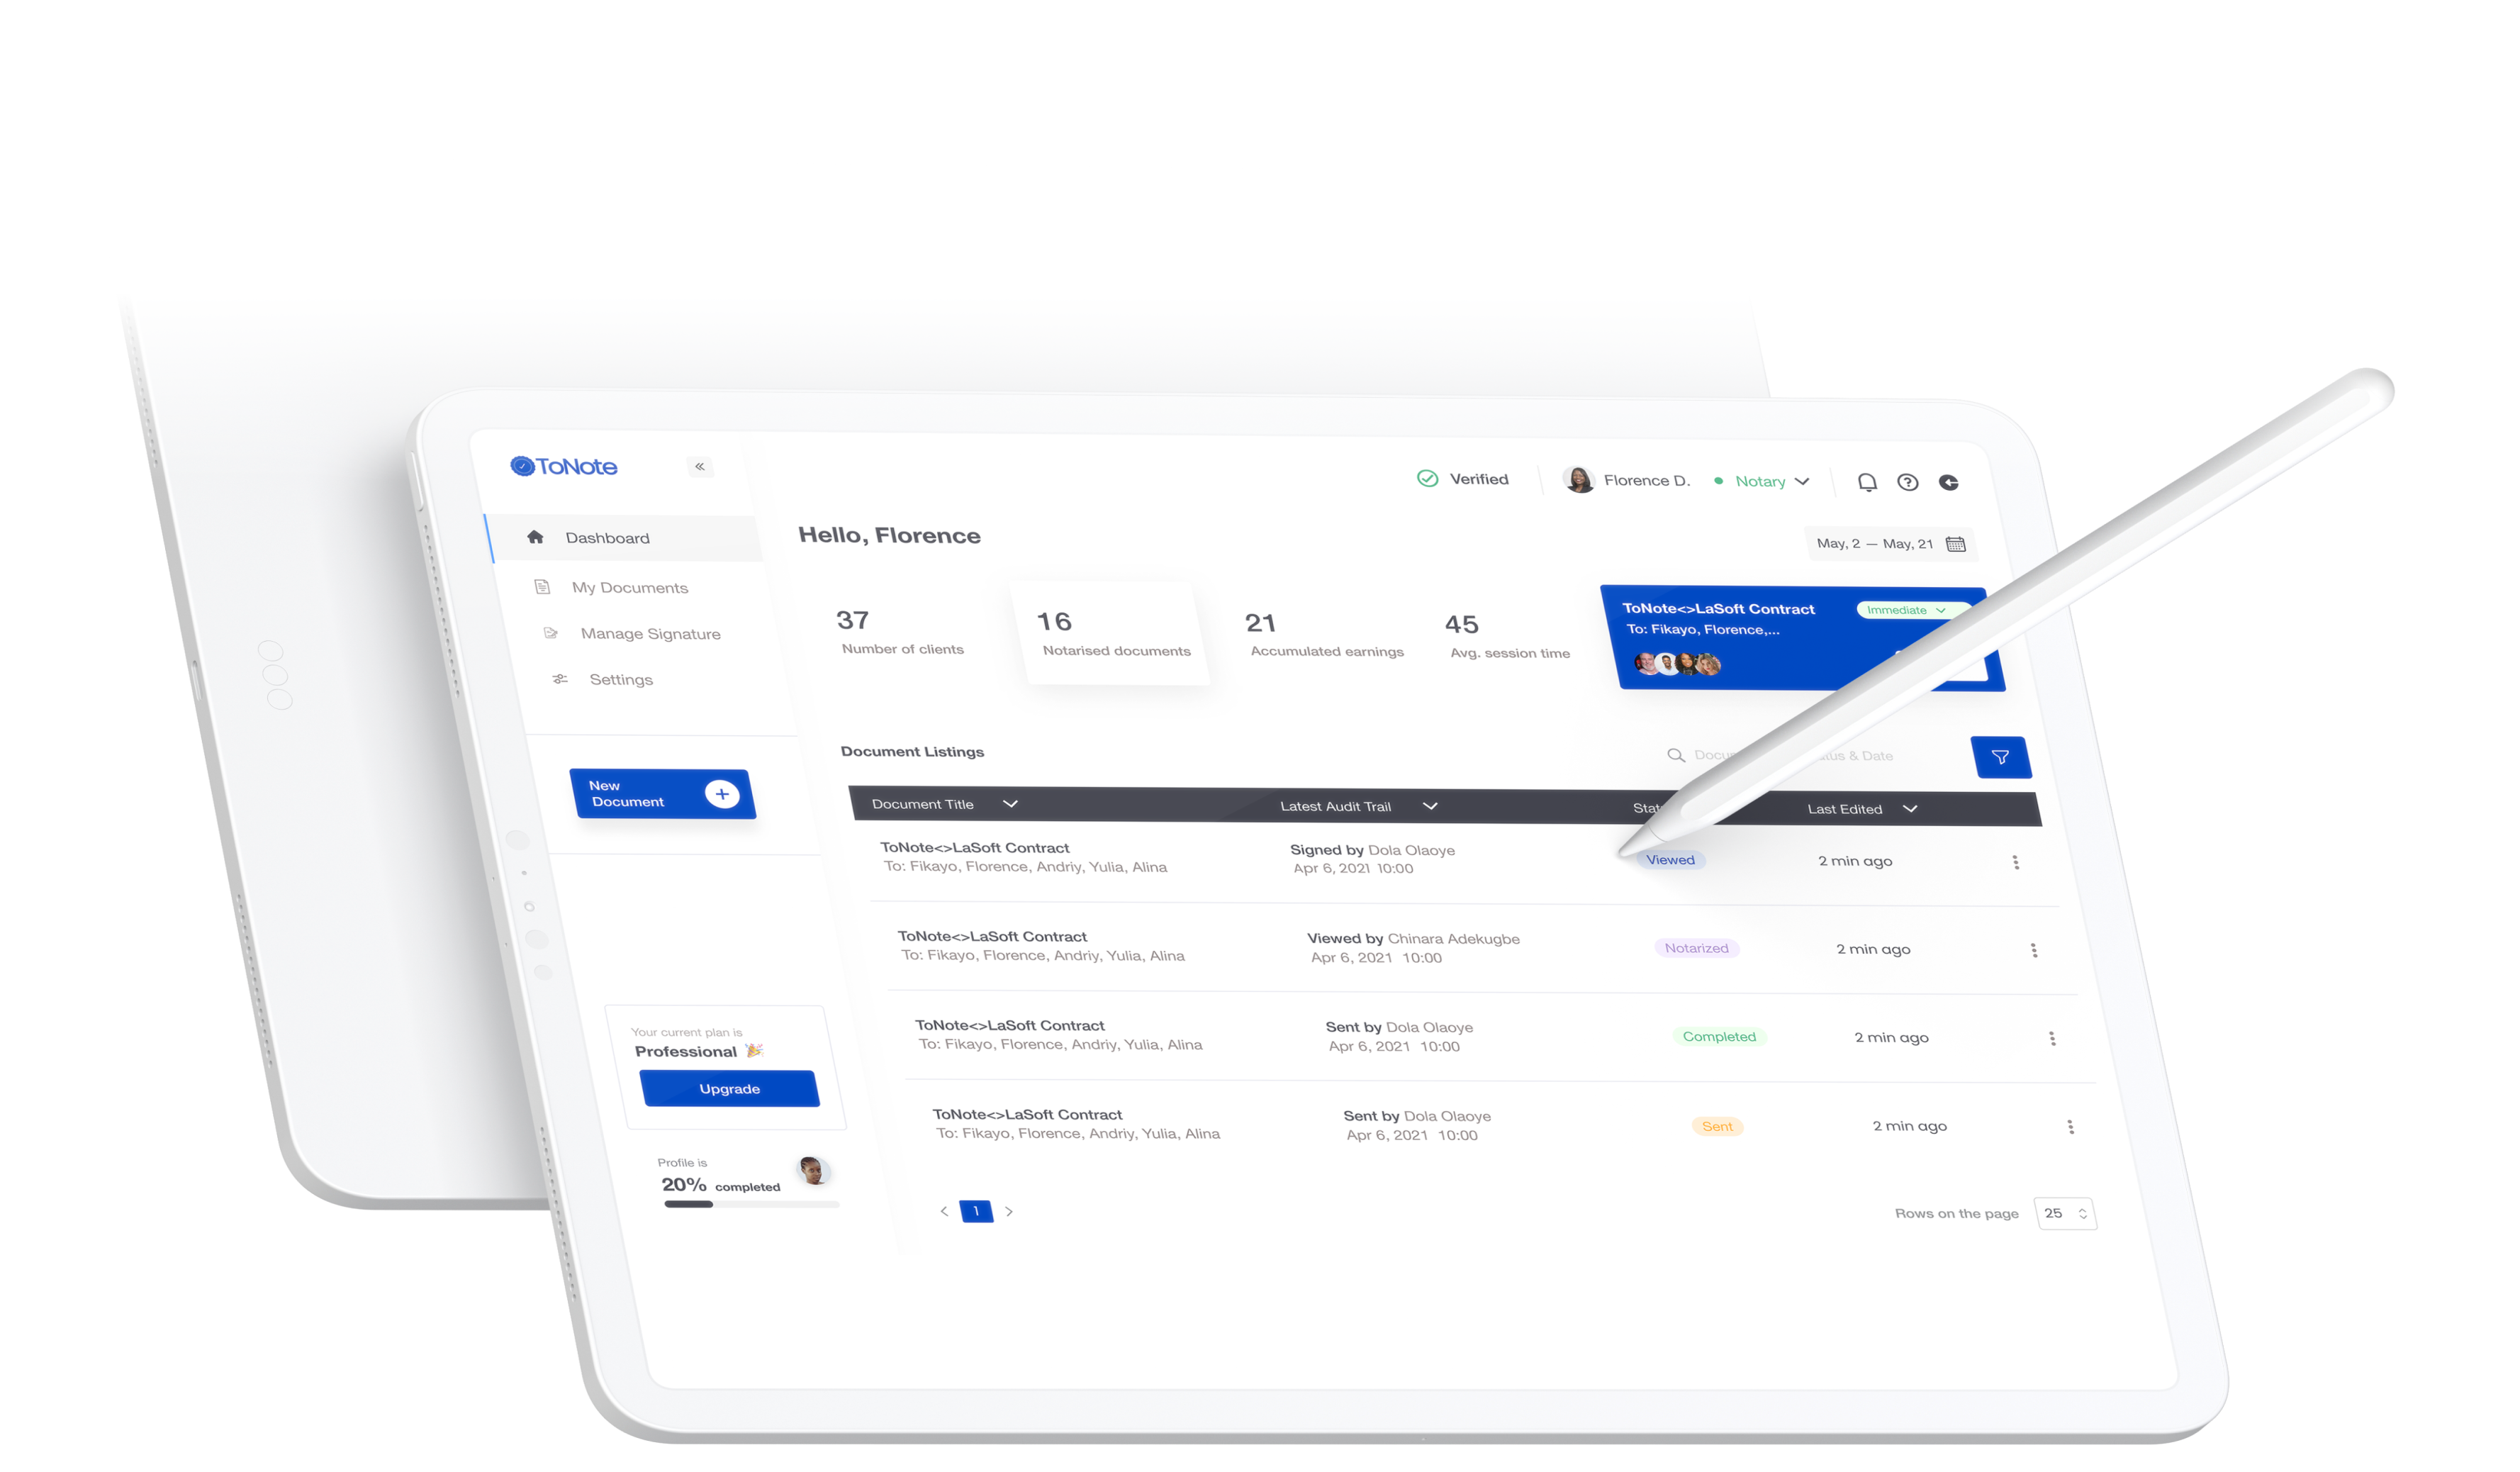 ToNote
«
Verified
Florence D.
Notary
Dashboard
Hello, Florence
May, 2 — May, 21
My Documents
Manage Signature
Settings
37
Number of clients
16
Notarised documents
21
Accumulated earnings
45
Avg. session time
ToNote<>LaSoft Contract
Immediate
To: Fikayo, Florence,...
New
Document
Document Listings
& Date
Document Title
Latest Audit Trail
Last Edited
ToNote<>LaSoft Contract
To: Fikayo, Florence, Andriy, Yulia, Alina
Signed by Dola Olaoye
Apr 6, 2021 10:00
Viewed
2 min ago
ToNote<>LaSoft Contract
To: Fikayo, Florence, Andriy, Yulia, Alina
Viewed by Chinara Adekugbe
Apr 6, 2021 10:00
Notarized
2 min ago
ToNote<>LaSoft Contract
To: Fikayo, Florence, Andriy, Yulia, Alina
Sent by Dola Olaoye
Apr 6, 2021 10:00
Completed
2 min ago
ToNote<>LaSoft Contract
To: Fikayo, Florence, Andriy, Yulia, Alina
Sent by Dola Olaoye
Apr 6, 2021 10:00
Sent
2 min ago
Your current plan is
Professional 🎉
Upgrade
Profile is
20% completed
< 1 >
Rows on the page 25